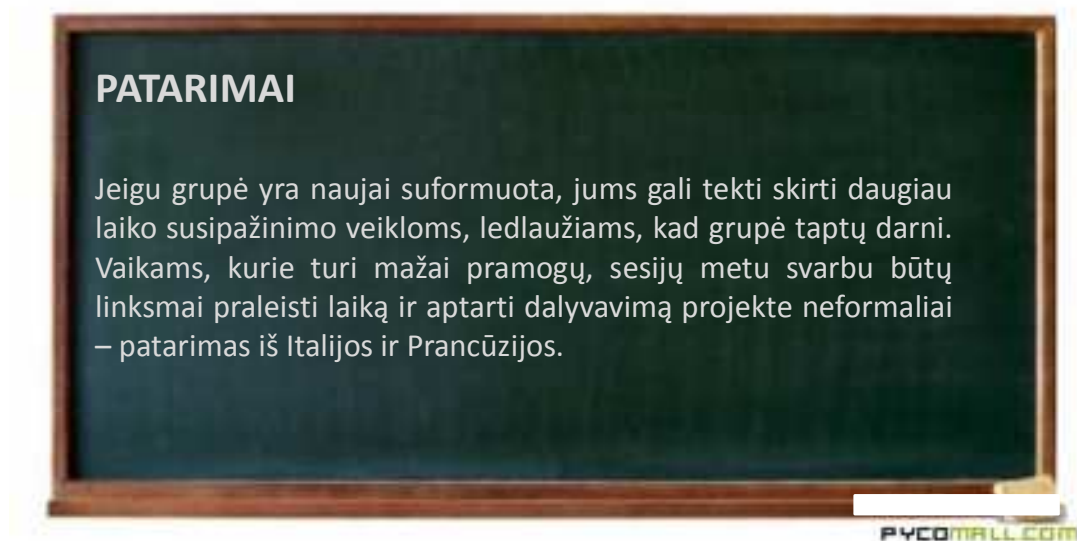 PATARIMAI
Jeigu grupė yra naujai suformuota, jums gali tekti skirti daugiau
laiko susipažinimo veikloms, ledlaužiams, kad grupė taptų darni.
Vaikams, kurie turi mažai pramogų, sesijų metu svarbu būtų
linksmai praleisti laiką ir aptarti dalyvavimą projekte neformaliai
– patarimas iš Italijos ir Prancūzijos.
PYCOMALL.COM